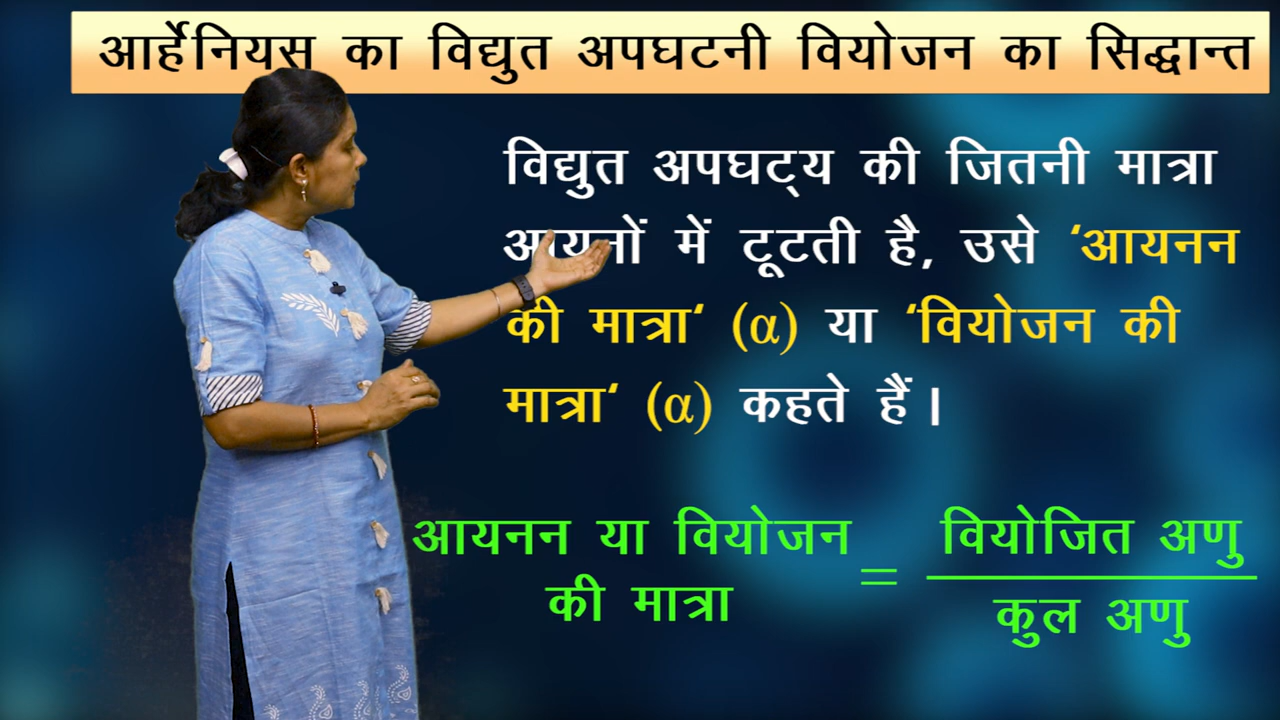 आर्हेनियस का विद्युत अपघटनी वियोजन का सिद्धान्त
विद्युत अपघट्य की जितनी मात्रा
आयनों में टूटती है, उसे ‘आयनन
की मात्रा‘ (α) या ‘वियोजन की
मात्रा‘ (α) कहते हैं।
आयनन या वियोजन
की मात्रा
=
वियोजित अणु
कुल अणु